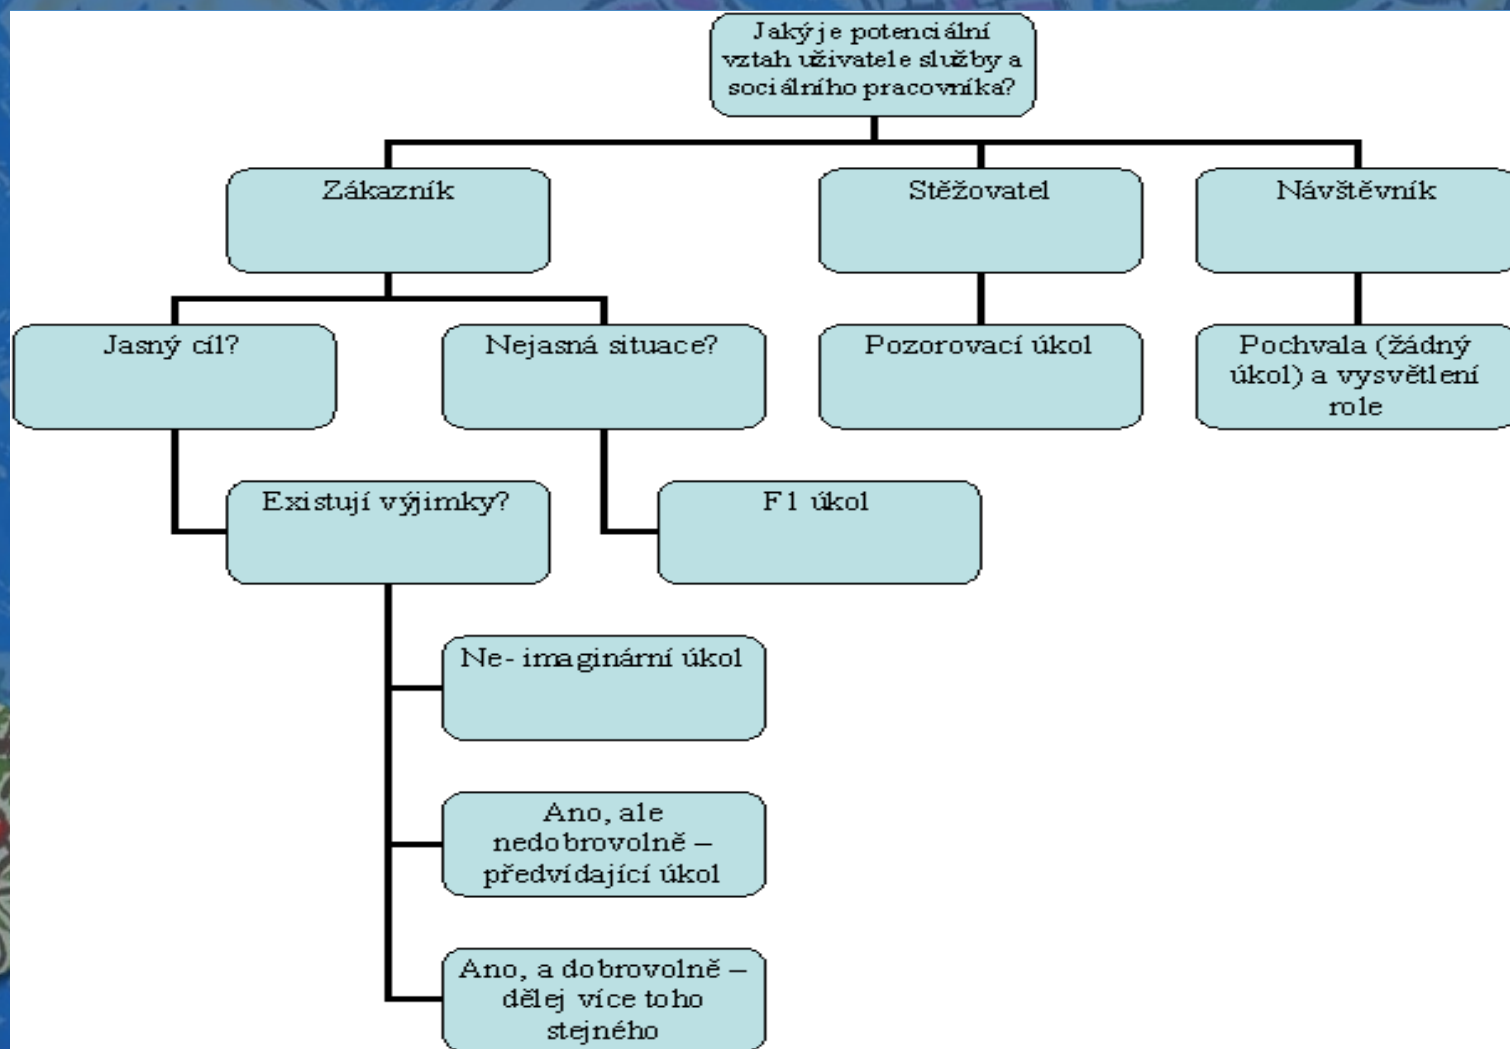 Jaký je potenciální
vztah uživatele služby a
sociálního pracovníka?
Zákazník
Stěžovatel
Návštěvník
Jasný cíl?
Nejasná situace?
Pozorovací úkol
Pochvala (žádný
úkol) a vysvětlení
role
Existují výjimky?
F1 úkol
Ne- imaginární úkol
Ano, ale
nedobrovolně –
předvídající úkol
Ano, a dobrovolně –
dělej více toho
stejného